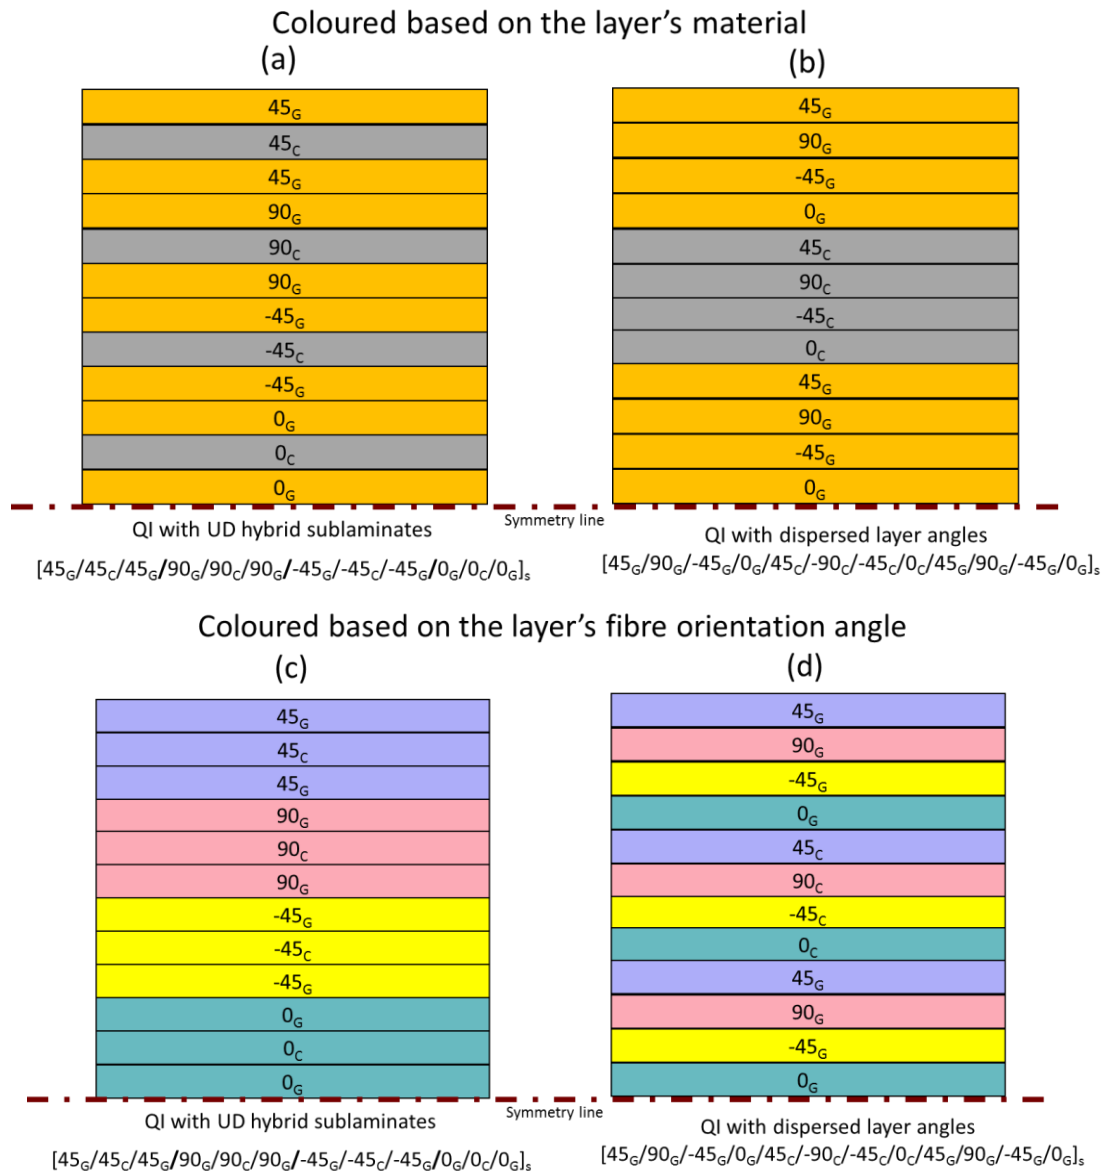 Coloured based on the layer's material
(a)
45G
45C
45G
90G
90C
90G
-45G
-45C
-45G
0G
0C
0G
QI with UD hybrid sublaminates
[45G/45C/45G/90G/90C/90G/-45G/-45C/-45G/0G/0C/0G]s
(b)
45G
90G
-45G
0G
45C
90C
-45C
0C
45G
90G
-45G
0G
Symmetry line
QI with dispersed layer angles
[45G/90G/-45G/0G/45C/-90C/-45C/0C/45G/90G/-45G/0G]s
Coloured based on the layer's fibre orientation angle
(c)
45G
45C
45G
90G
90C
90G
-45G
-45C
-45G
0G
0C
0G
QI with UD hybrid sublaminates
[45G/45C/45G/90G/90C/90G/-45G/-45C/-45G/0G/0C/0G]s
(d)
45G
90G
-45G
0G
45C
90C
-45C
0C
45G
90G
-45G
0G
Symmetry line
QI with dispersed layer angles
[45G/90G/-45G/0G/45C/-90C/-45C/0C/45G/90G/-45G/0G]s